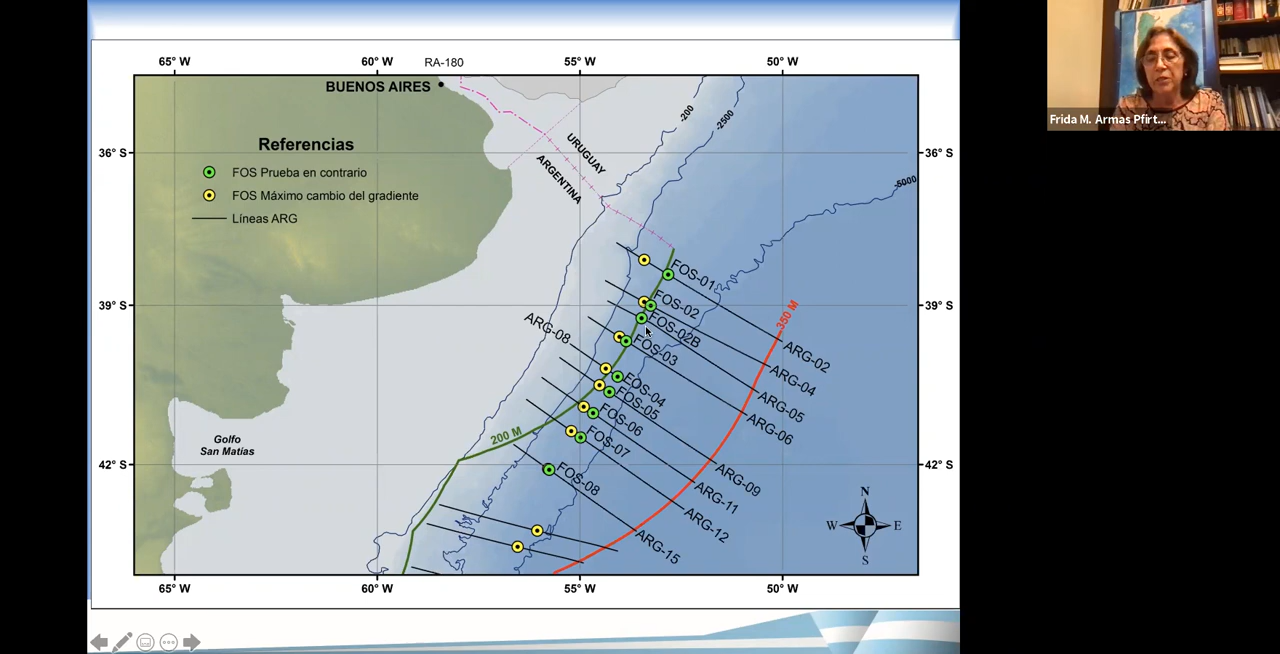 65° W
60° W
RA-180
55° W
50° W
BUENOS AIRES
-200
-2500
Referencias
36° S
URUGUAY
36° S
FOS Prueba en contrario
ARGENTINA
-5000
FOS Máximo cambio del gradiente
Líneas ARG
FOS-01
39° S
FOS-02
39° S
350 M
ARG-08
FOS-02B
FOS-03
ARG-02
FOS-04
ARG-04
FOS-05
ARG-05
FOS-06
ARG-06
200 M
Golfo
San Matías
FOS-07
42° S
FOS-08
42° S
ARG-09
ARG-11
N
ARG-12
W
E
ARG-15
S
65° W
60° W
55° W
50° W
Frida M. Armas Pfirt...